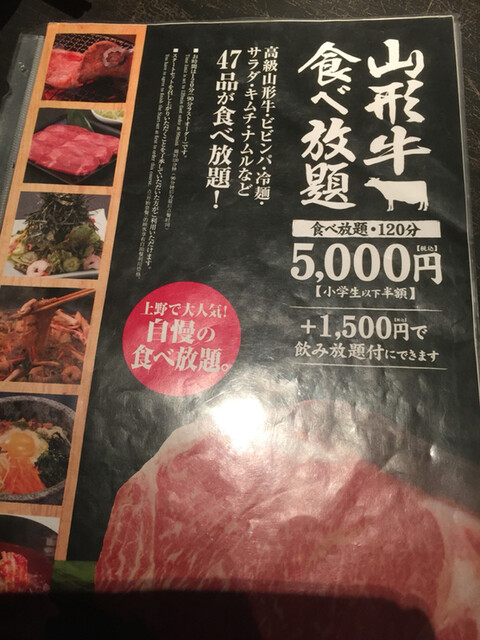 山形牛
食べ放題
食べ放題・120分
5,000円【税込】
【小学生以下半額】
+1,500円【税込】で
飲み放題付にできます
高級山形牛・ビビンバ・冷麺・
サラダ・キムチ・ナムルなど
47品が食べ放題！
上野で大人気！
自慢の
食べ放題。